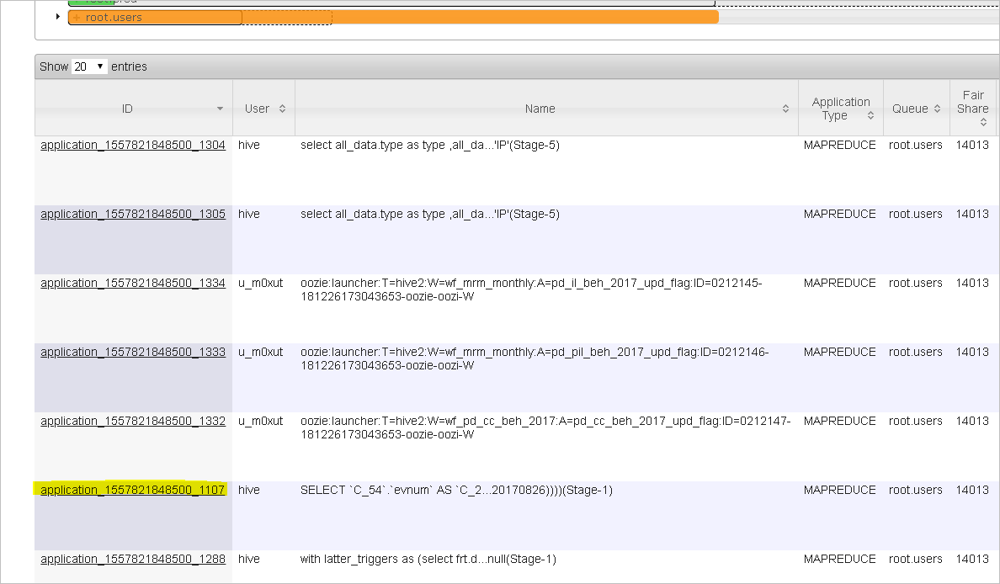 + root.users
Show 20 entries
ID User Name Application Type Queue Fair Share
application_1557821848500_1304 hive select all_data.type as type ,all_da...'IP'(Stage-5) MAPREDUCE root.users 14013
application_1557821848500_1305 hive select all_data.type as type ,all_da...'IP'(Stage-5) MAPREDUCE root.users 14013
application_1557821848500_1334 u_m0xut oozie:launcher:T=hive2:W=wf_mrm_monthly:A=pd_il_beh_2017_upd_flag:ID=0212145- MAPREDUCE root.users 14013
181226173043653-oozie-oozi-W
application_1557821848500_1333 u_m0xut oozie:launcher:T=hive2:W=wf_mrm_monthly:A=pd_pil_beh_2017_upd_flag:ID=0212146- MAPREDUCE root.users 14013
181226173043653-oozie-oozi-W
application_1557821848500_1332 u_m0xut oozie:launcher:T=hive2:W=wf_pd_cc_beh_2017:A=pd_cc_beh_2017_upd_flag:ID=0212147- MAPREDUCE root.users 14013
181226173043653-oozie-oozi-W
application_1557821848500_1107 hive SELECT `C_54`.`evnum` AS `C_2...20170826))))(Stage-1) MAPREDUCE root.users 14013
application_1557821848500_1288 hive with latter_triggers as (select frt.d...null(Stage-1) MAPREDUCE root.users 14013